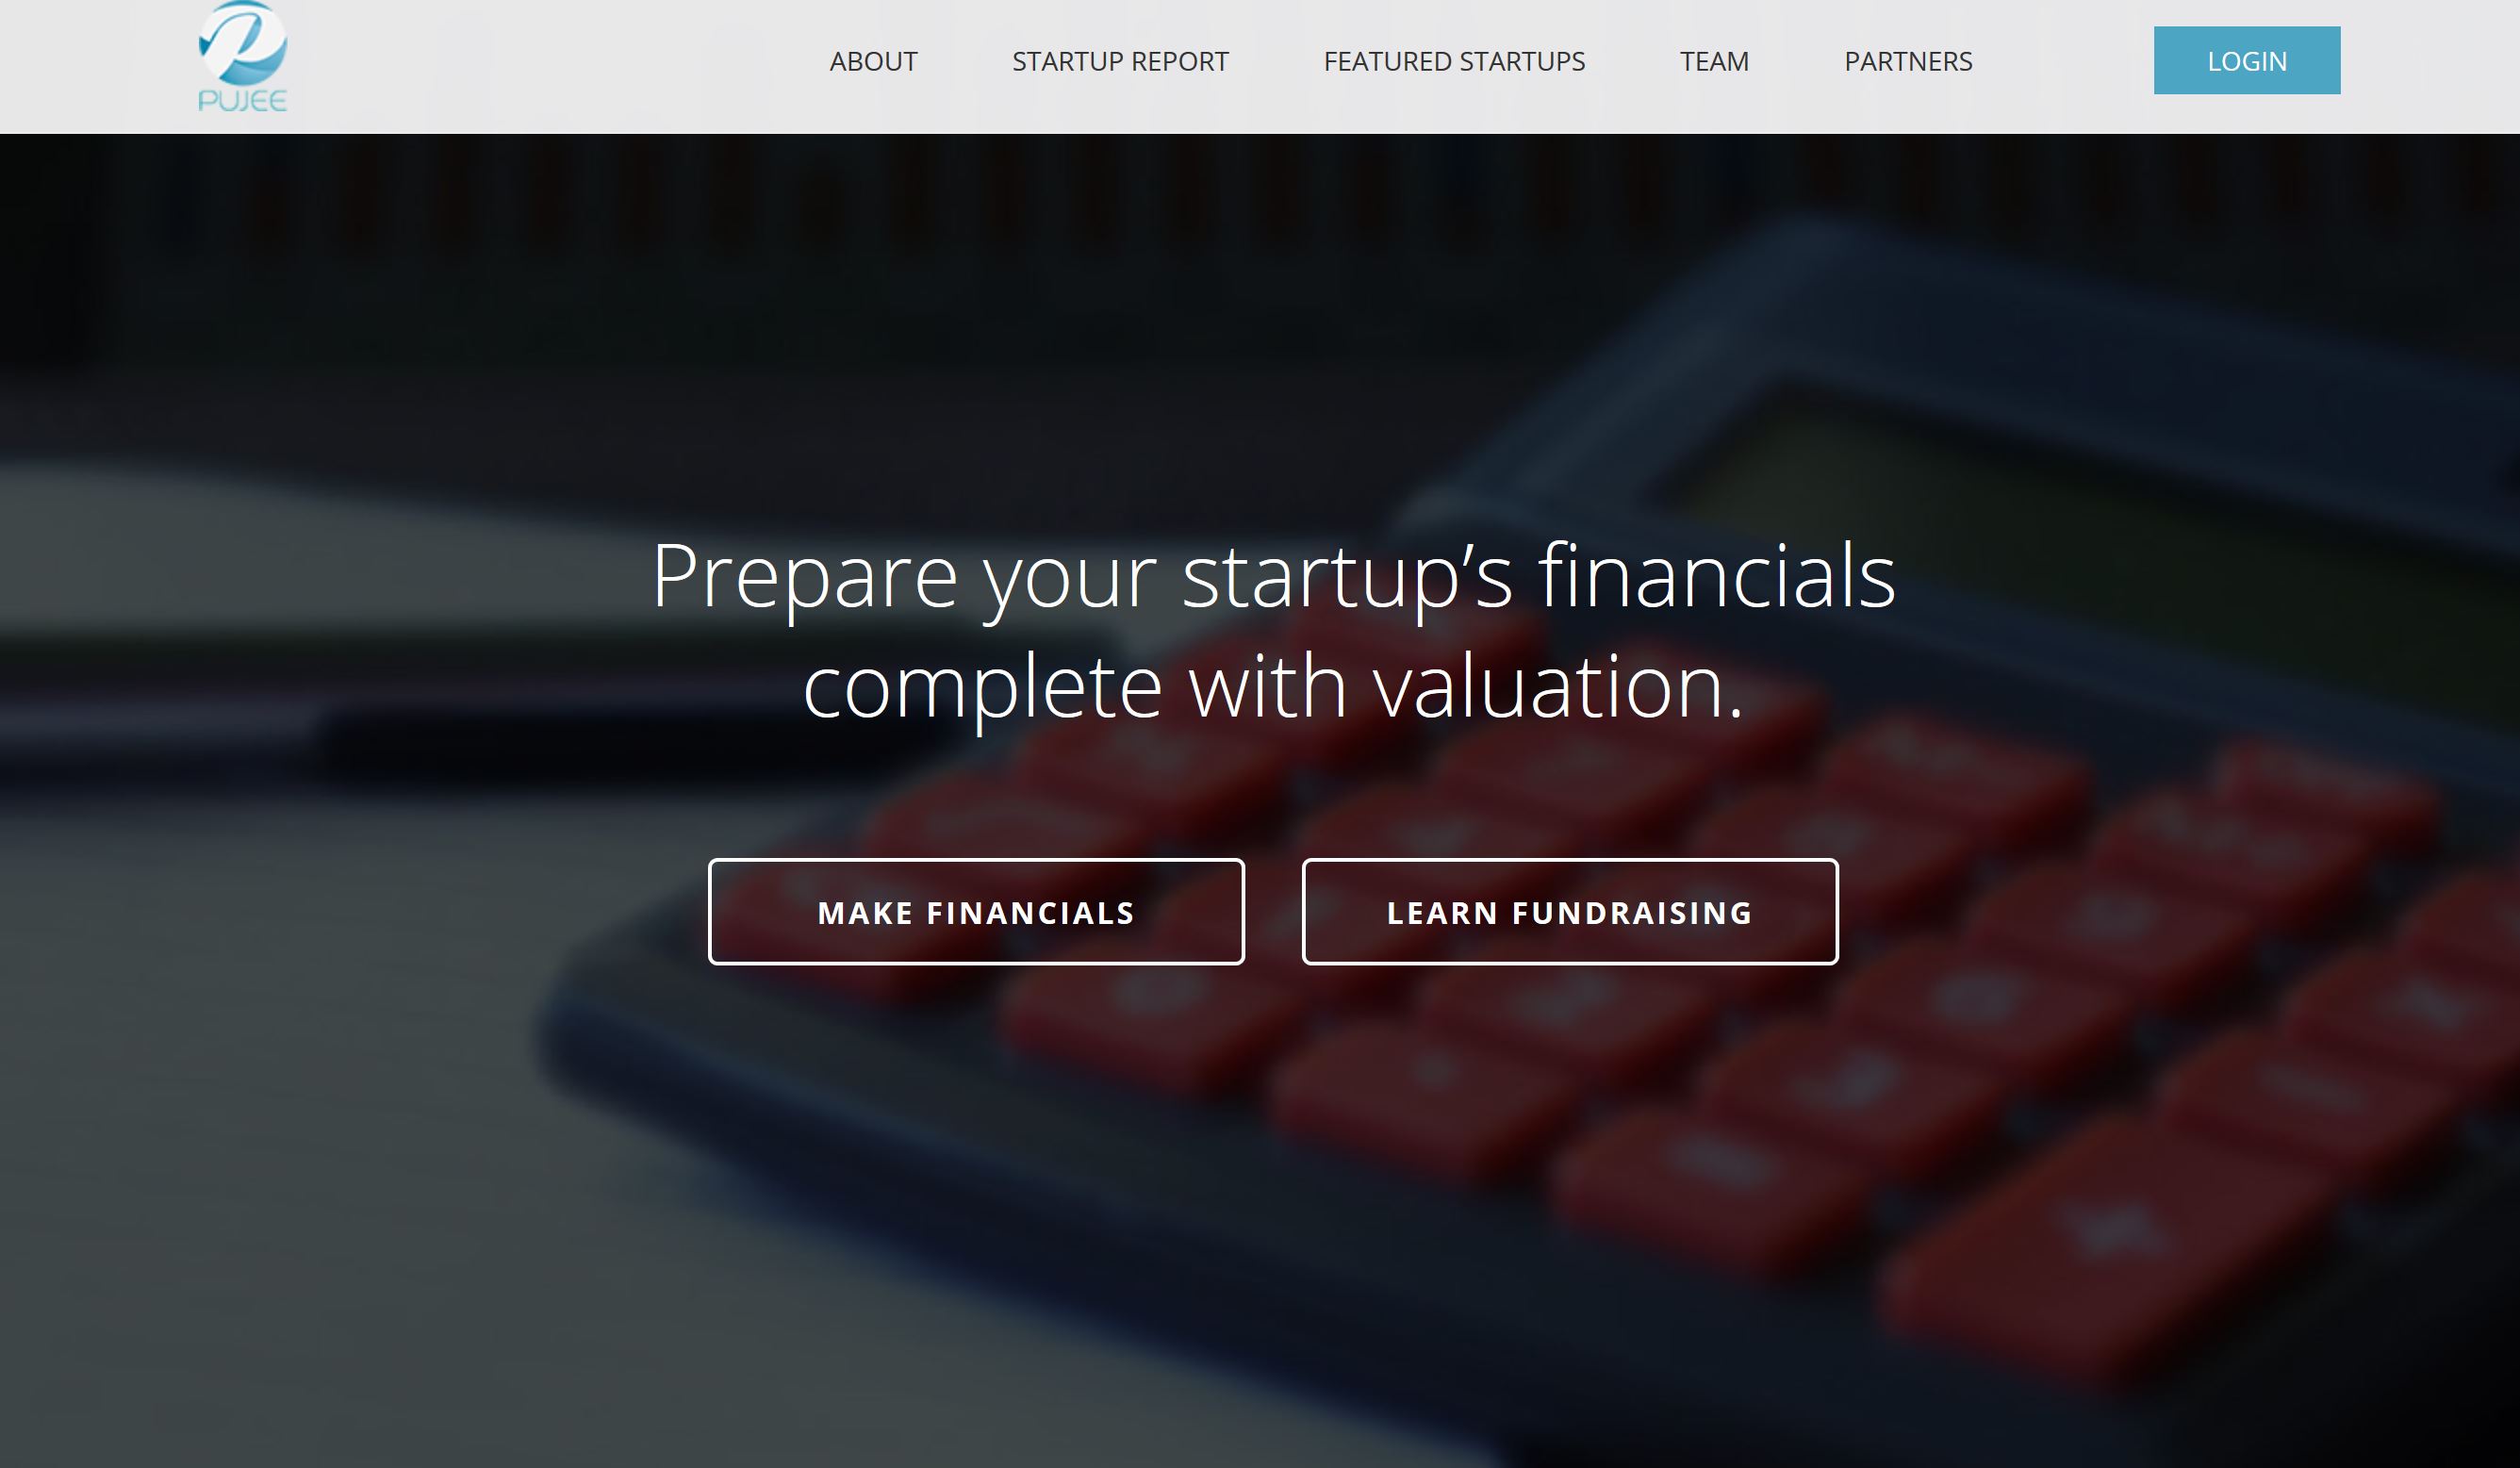 PUJEE
ABOUT STARTUP REPORT FEATURED STARTUPS TEAM PARTNERS LOGIN
Prepare your startup’s financials
complete with valuation.
MAKE FINANCIALS LEARN FUNDRAISING